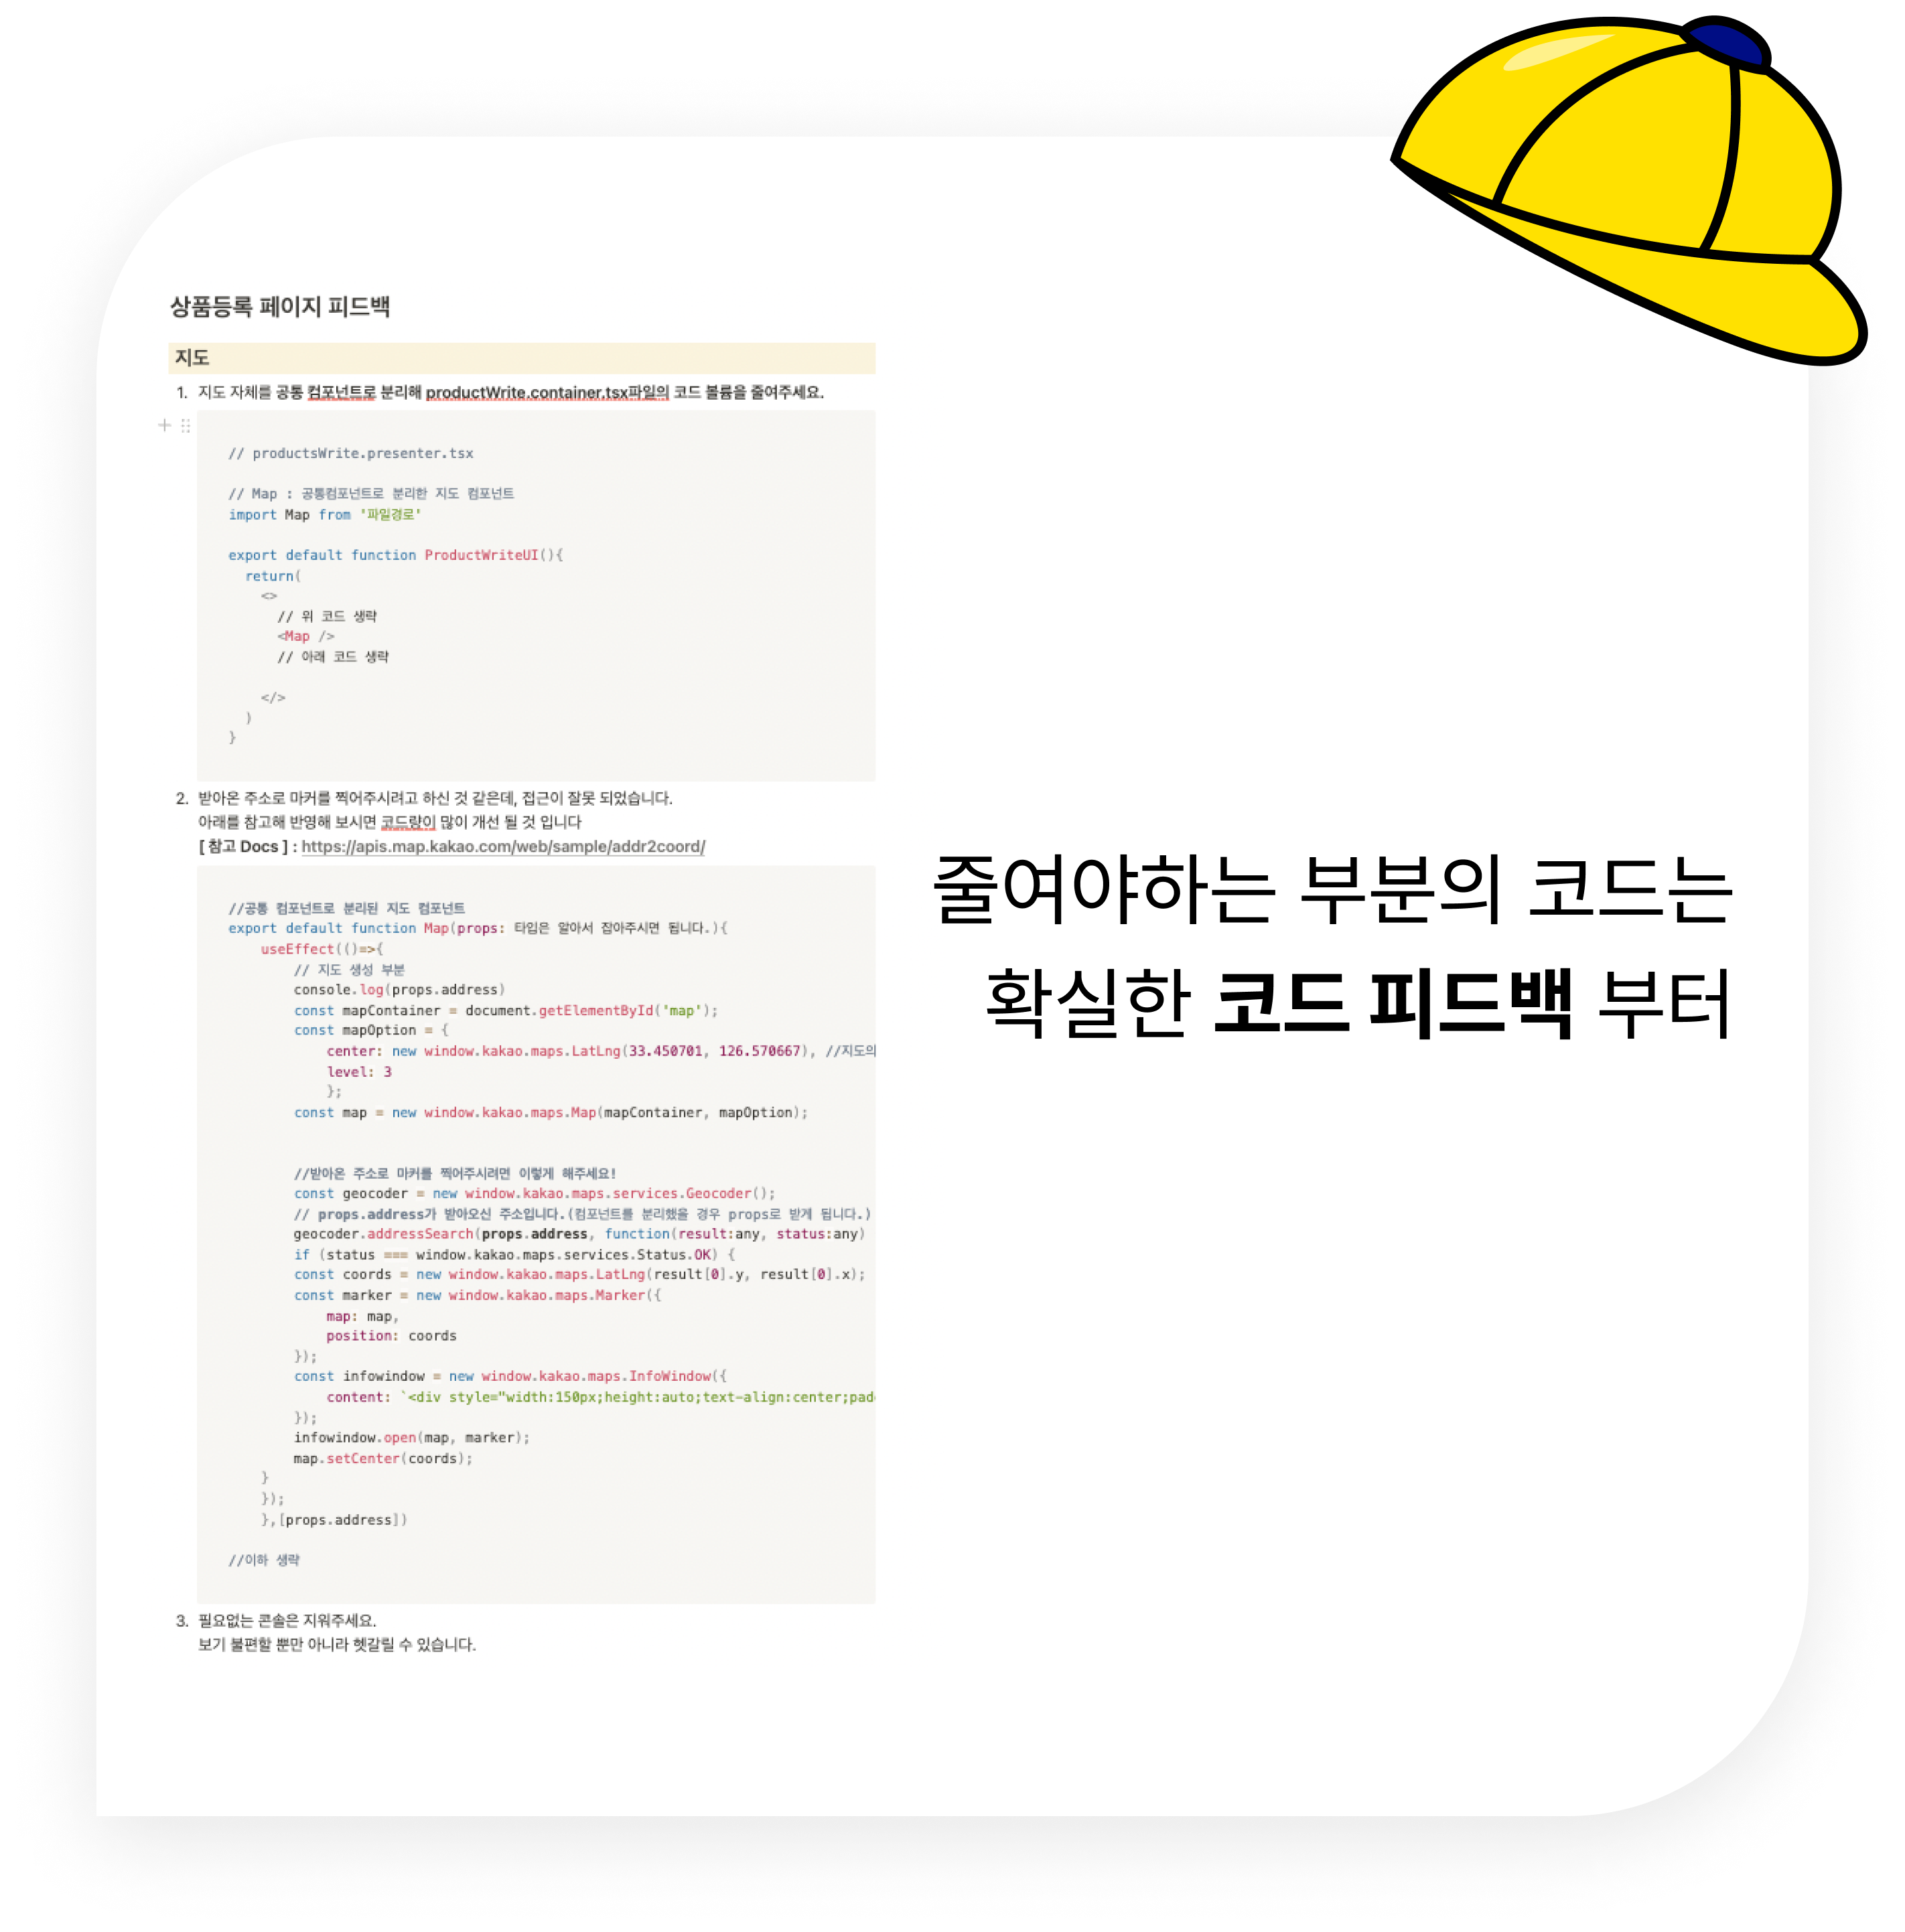 상품등록 페이지 피드백
지도
1. 지도 자체를 공통 컴포넌트로 분리해 productWrite.container.tsx파일의 코드 볼륨을 줄여주세요.
// productsWrite.presenter.tsx
// Map : 공통컴포넌트로 분리한 지도 컴포넌트
import Map from '파일경로'
export default function ProductWriteUI(){
return(
<>
// 위 코드 생략
<Map />
// 아래 코드 생략
</>
)
}
2. 받아온 주소로 마커를 찍어주시려고 하신 것 같은데, 접근이 잘못 되었습니다.
아래를 참고해 반영해 보시면 코드량이 많이 개선 될 것 입니다
[ 참고 Docs ] : https://apis.map.kakao.com/web/sample/addr2coord/
//공통 컴포넌트로 분리된 지도 컴포넌트
export default function Map(props: 타입은 알아서 잡아주시면 됩니다.){
useEffect(()=>{
// 지도 생성 부분
console.log(props.address)
const mapContainer = document.getElementById('map');
const mapOption = {
center: new window.kakao.maps.LatLng(33.450701, 126.570667), //지도의
level: 3
};
const map = new window.kakao.maps.Map(mapContainer, mapOption);
//받아온 주소로 마커를 찍어주시려면 이렇게 해주세요!
const geocoder = new window.kakao.maps.services.Geocoder();
// props.address가 받아오신 주소입니다.(컴포넌트를 분리했을 경우 props로 받게 됩니다.)
geocoder.addressSearch(props.address, function(result:any, status:any)
if (status === window.kakao.maps.services.Status.OK) {
const coords = new window.kakao.maps.LatLng(result[0].y, result[0].x);
const marker = new window.kakao.maps.Marker({
map: map,
position: coords
});
const infowindow = new window.kakao.maps.InfoWindow({
content: `<div style="width:150px;height:auto;text-align:center;pad
});
infowindow.open(map, marker);
map.setCenter(coords);
}
});
},[props.address])
//이하 생략
3. 필요없는 콘솔은 지워주세요.
보기 불편할 뿐만 아니라 헷갈릴 수 있습니다.
줄여야하는 부분의 코드는
확실한 코드 피드백 부터